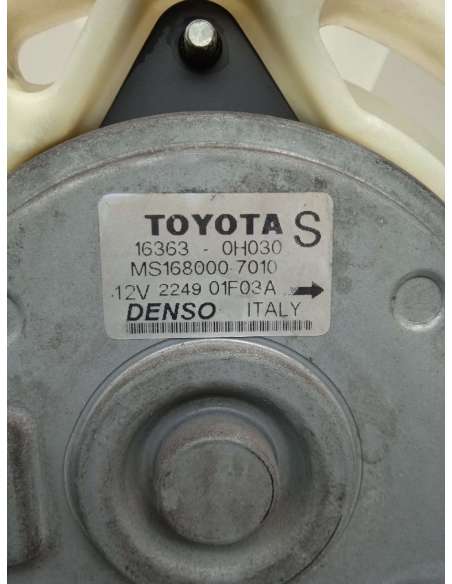 TOYOTA S
16363 - 0H030
MS168000-7010
12V 2249 01F03A →
DENSO ITALY